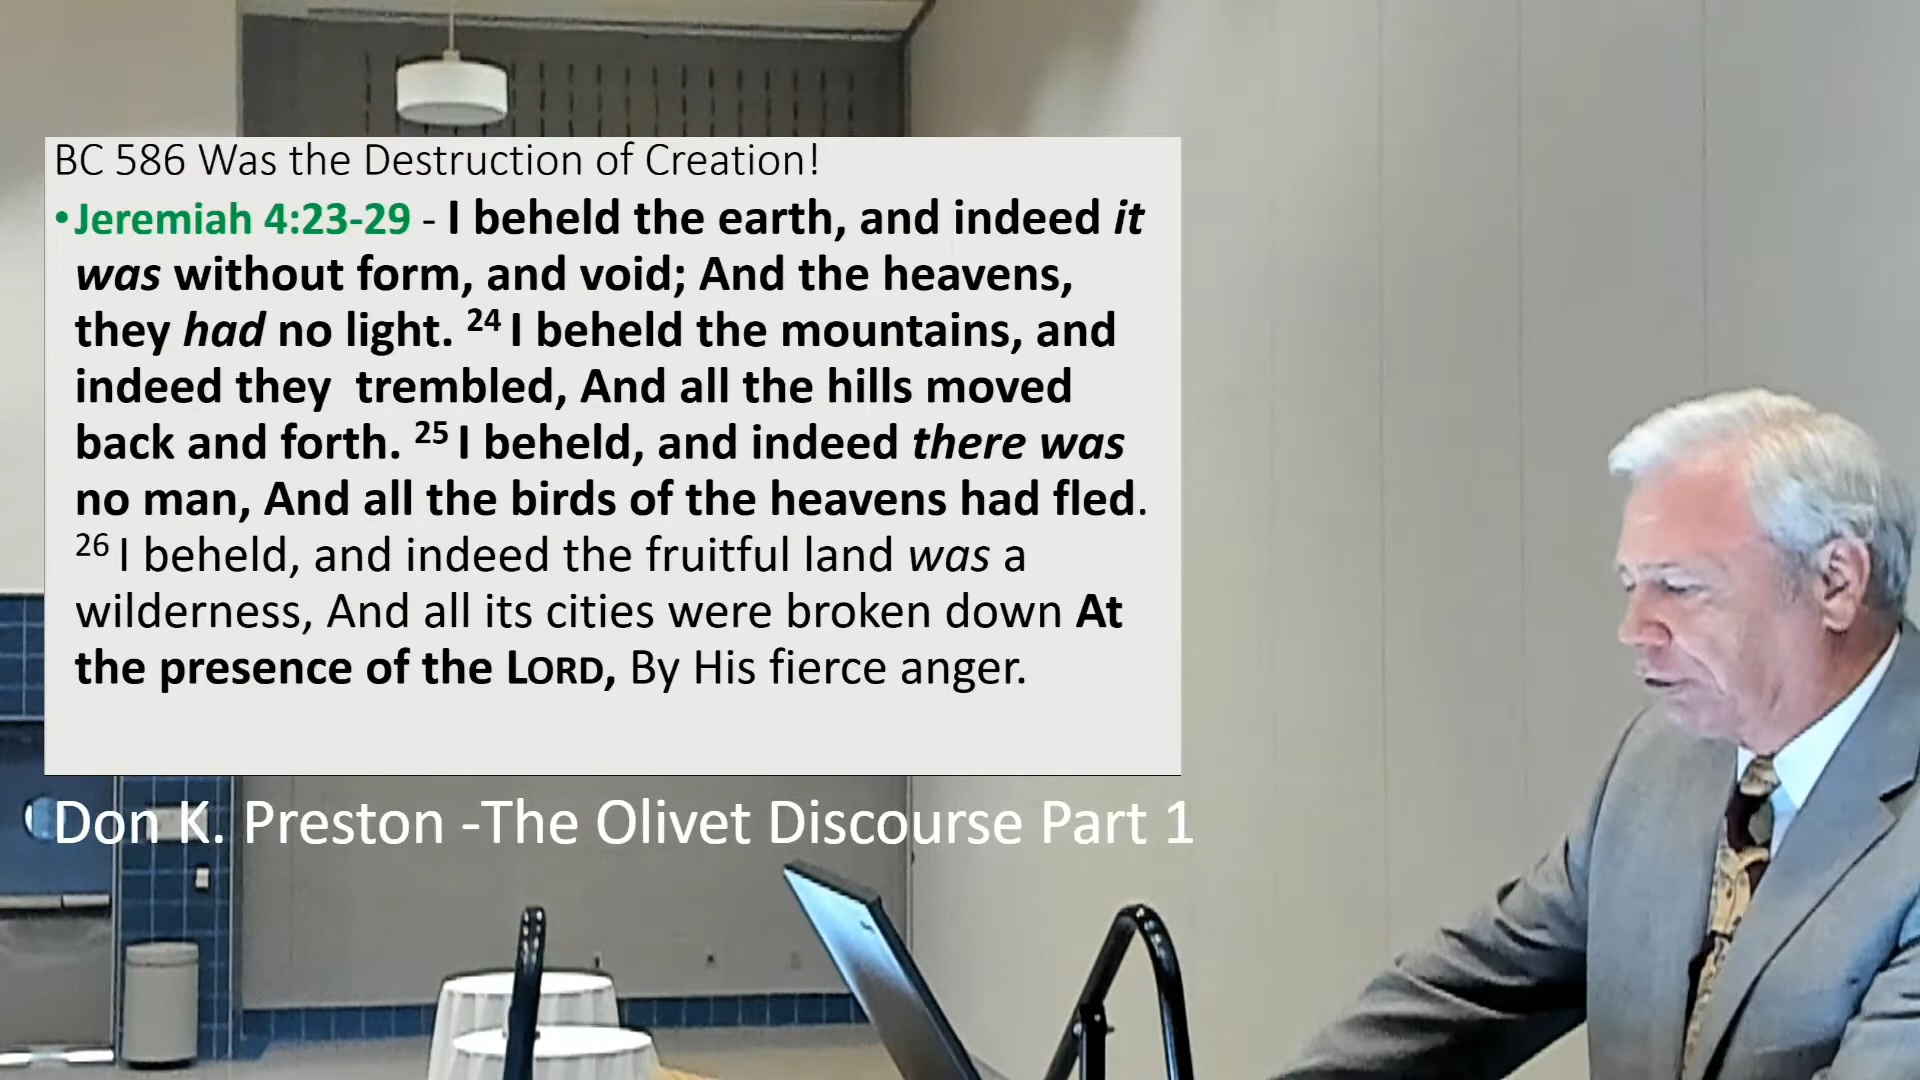 BC 586 Was the Destruction of Creation!
•Jeremiah 4:23-29 - I beheld the earth, and indeed it
was without form, and void; And the heavens,
they had no light. 24 I beheld the mountains, and
indeed they  trembled, And all the hills moved
back and forth. 25 I beheld, and indeed there was
no man, And all the birds of the heavens had fled.
26 I beheld, and indeed the fruitful land was a
wilderness, And all its cities were broken down At
the presence of the LORD, By His fierce anger.
Don K. Preston -The Olivet Discourse Part 1